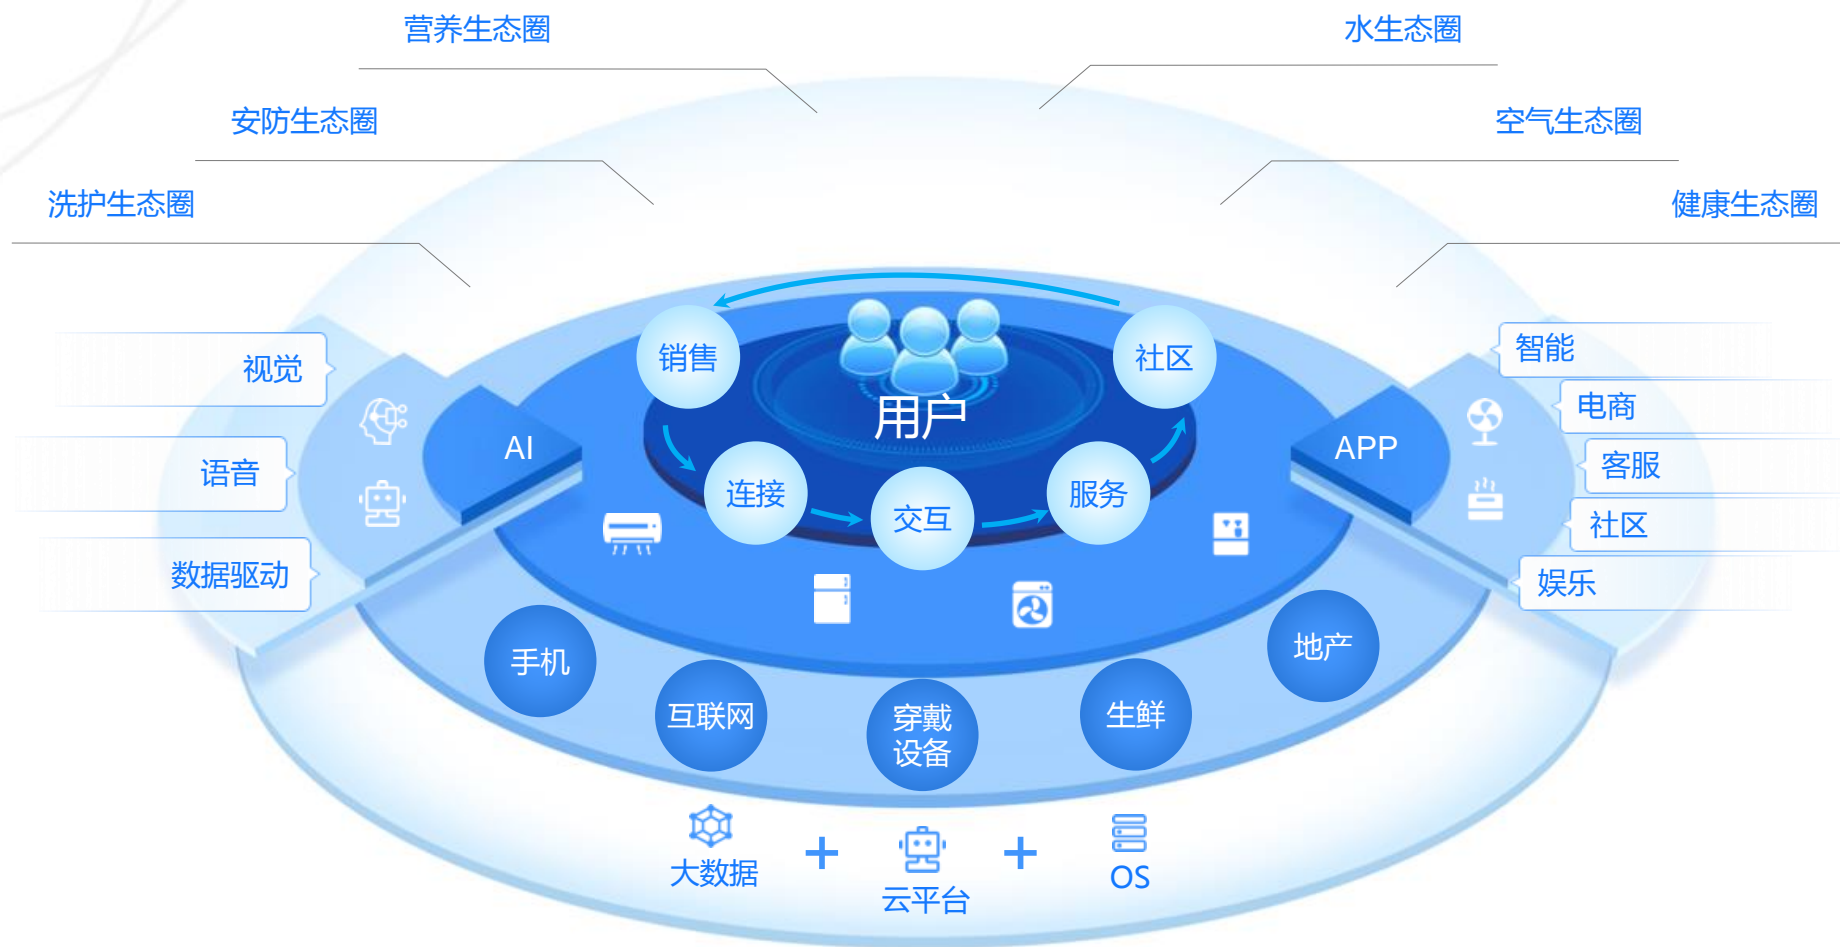 营养生态圈
水生态圈
安防生态圈
空气生态圈
洗护生态圈
健康生态圈
视觉
语音
数据驱动
AI
销售
用户
社区
连接
交互
服务
APP
智能
电商
客服
社区
娱乐
手机
互联网
穿戴
设备
生鲜
地产
大数据
+
云平台
+
OS